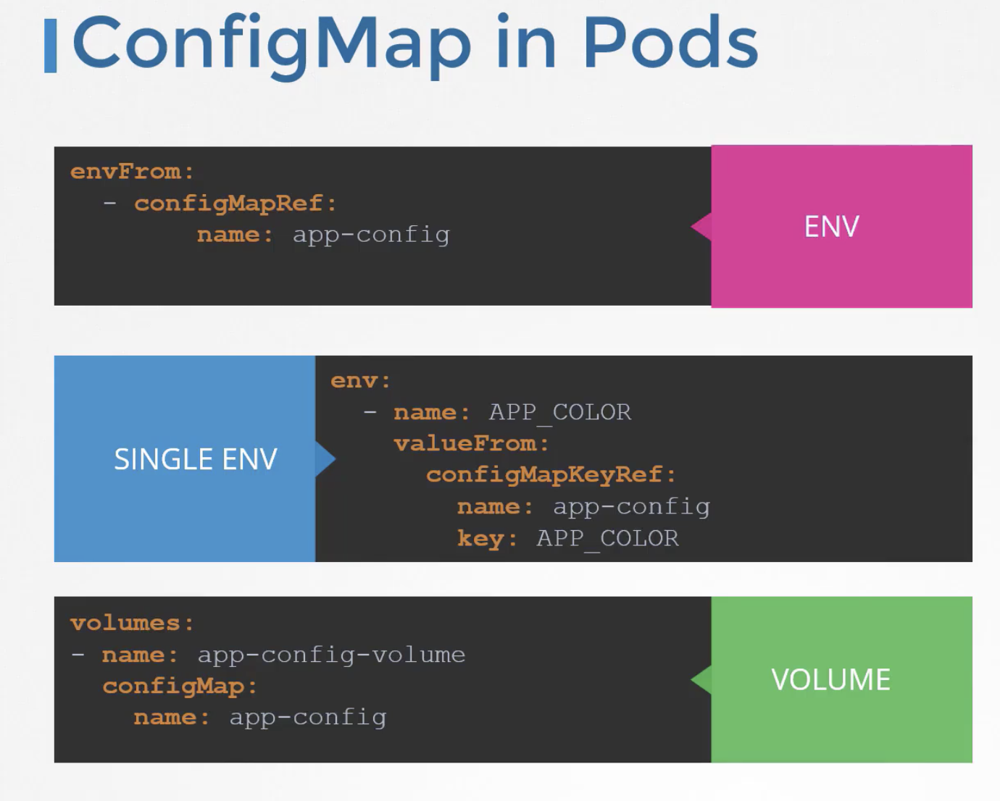 ConfigMap in Pods
envFrom:
  - configMapRef:
        name: app-config
ENV
SINGLE ENV
env:
  - name: APP_COLOR
    valueFrom:
      configMapKeyRef:
        name: app-config
        key: APP_COLOR
volumes:
- name: app-config-volume
  configMap:
    name: app-config
VOLUME